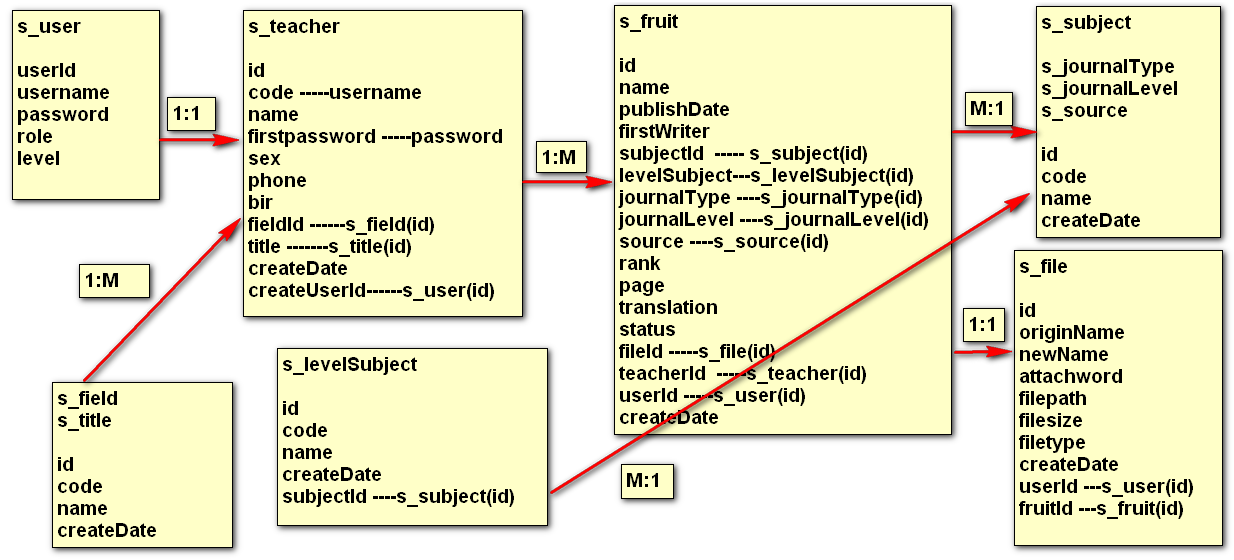 s_user
userId
username
password
role
level
1:1
s_teacher
id
code -----username
name
firstpassword -----password
sex
phone
bir
fieldId ------s_field(id)
title -------s_title(id)
createDate
createUserId------s_user(id)
1:M
s_fruit
id
name
publishDate
firstWriter
subjectId ----- s_subject(id)
levelSubject---s_levelSubject(id)
journalType ----s_journalType(id)
journalLevel ----s_journalLevel(id)
source ----s_source(id)
rank
page
translation
status
fileId -----s_file(id)
teacherId -----s_teacher(id)
userId -----s_user(id)
createDate
M:1
s_subject
s_journalType
s_journalLevel
s_source
id
code
name
createDate
1:M
s_field
s_title
id
code
name
createDate
s_levelSubject
id
code
name
createDate
subjectId ----s_subject(id)
M:1
1:1
s_file
id
originName
newName
attachword
filepath
filesize
filetype
createDate
userId ---s_user(id)
fruitId ---s_fruit(id)